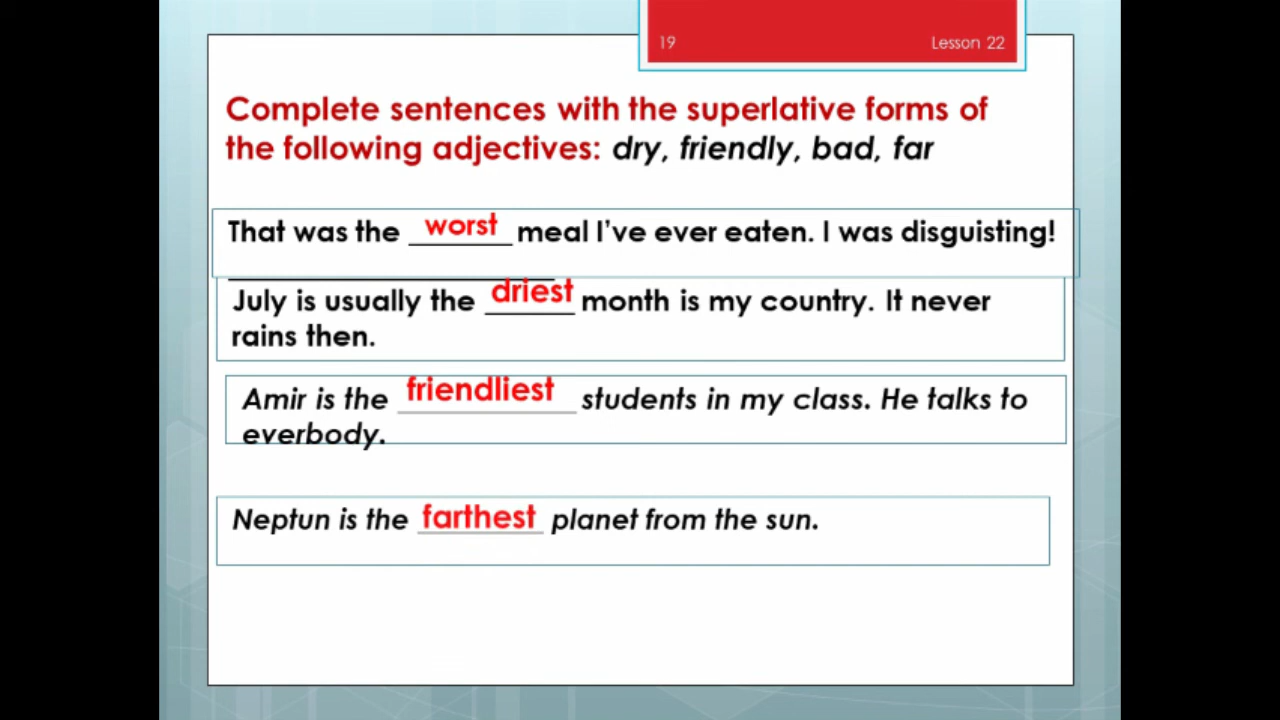 19 Lesson 22
Complete sentences with the superlative forms of
the following adjectives: dry, friendly, bad, far
That was the worst meal I’ve ever eaten. I was disgusting!
July is usually the driest month is my country. It never
rains then.
Amir is the friendliest students in my class. He talks to
everbody.
Neptun is the farthest planet from the sun.